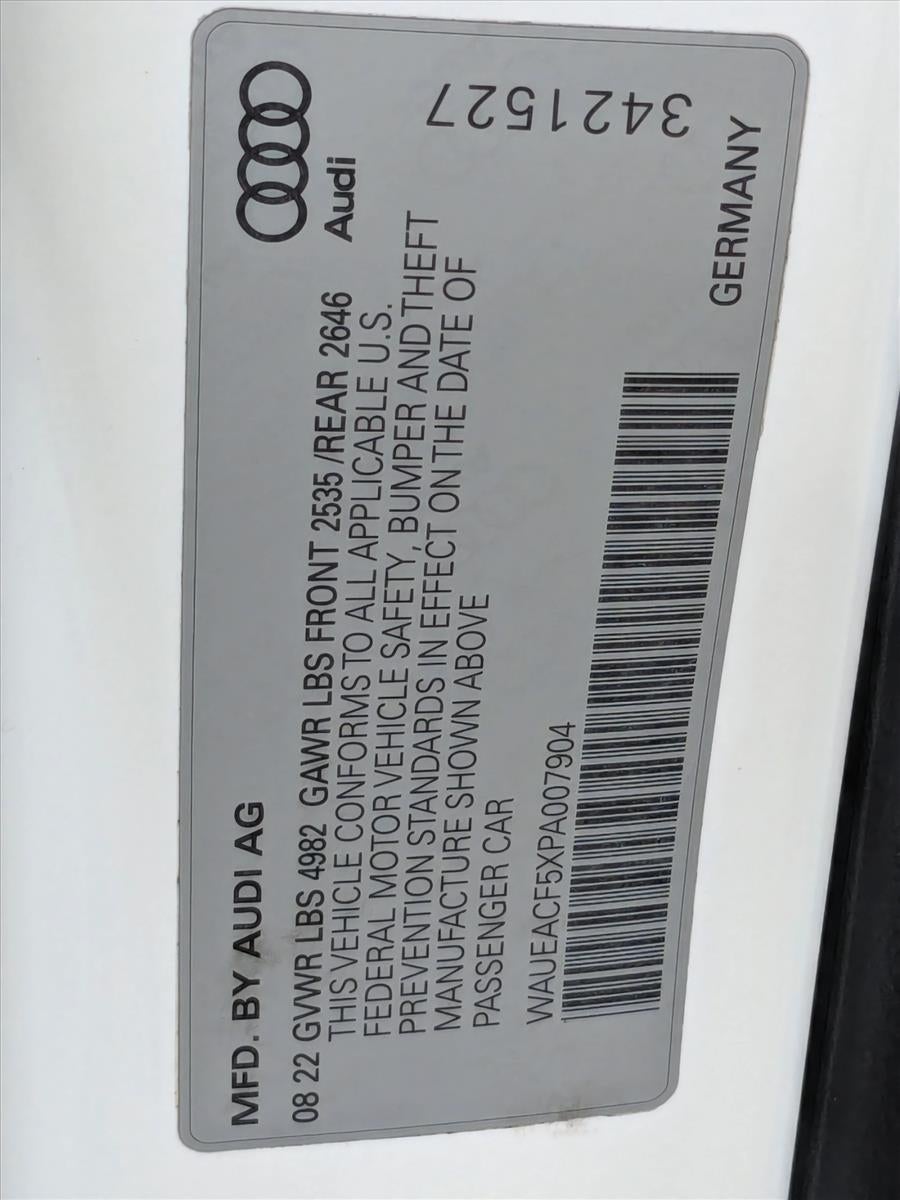 MFD. BY AUDI AG
08 22 GVWR LBS 4982 GAWR LBS FRONT 2535 /REAR 2646
THIS VEHICLE CONFORMS TO ALL APPLICABLE U.S.
FEDERAL MOTOR VEHICLE SAFETY, BUMPER AND THEFT
PREVENTION STANDARDS IN EFFECT ON THE DATE OF
MANUFACTURE SHOWN ABOVE
PASSENGER CAR
WAUEACF5XPA007904
Audi
3421527
GERMANY